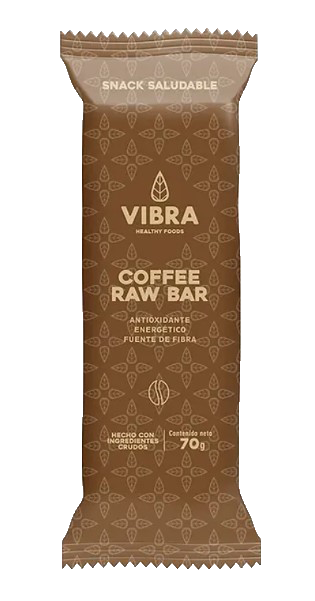 SNACK SALUDABLE
VIBRA
HEALTHY FOODS
COFFEE
RAW BAR
ANTIOXIDANTE
ENERGÉTICO
FUENTE DE FIBRA
HECHO CON
INGREDIENTES
CRUDOS
Contenido neto
70g